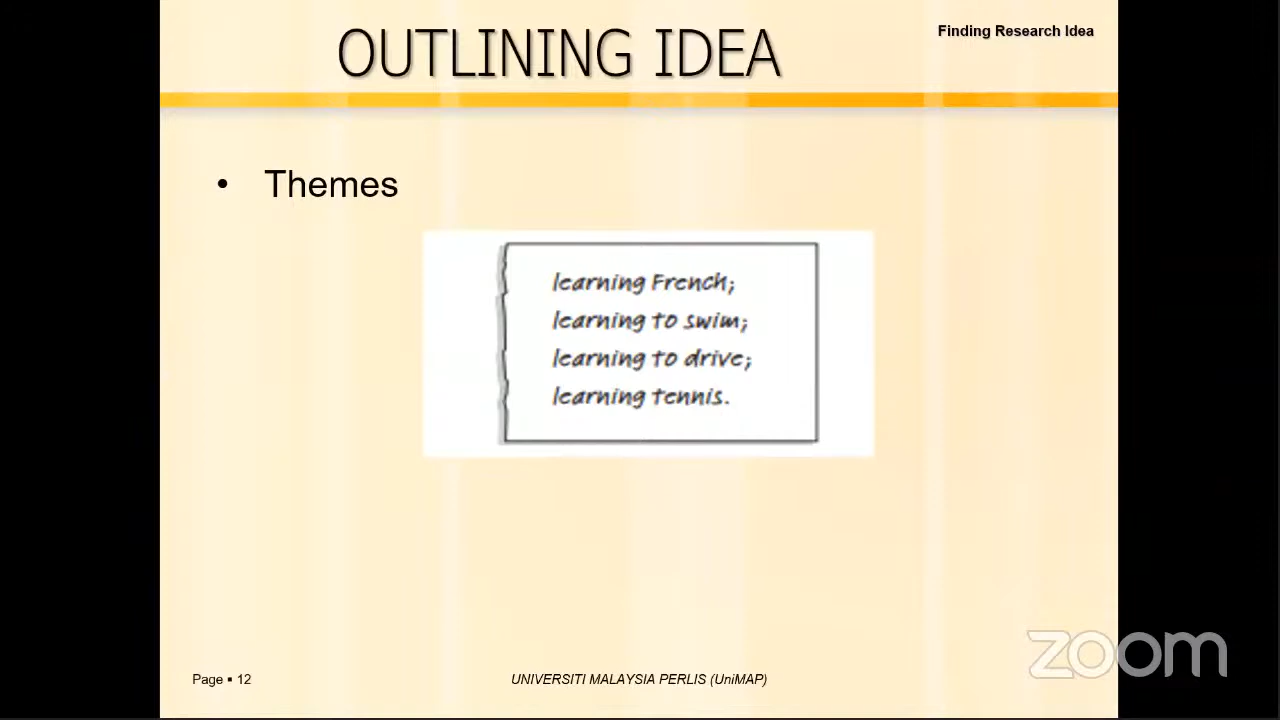 OUTLINING IDEA
Finding Research Idea
• Themes
learning French;
learning to swim;
learning to drive;
learning tennis.
Page ▪ 12
UNIVERSITI MALAYSIA PERLIS (UniMAP)
zoom